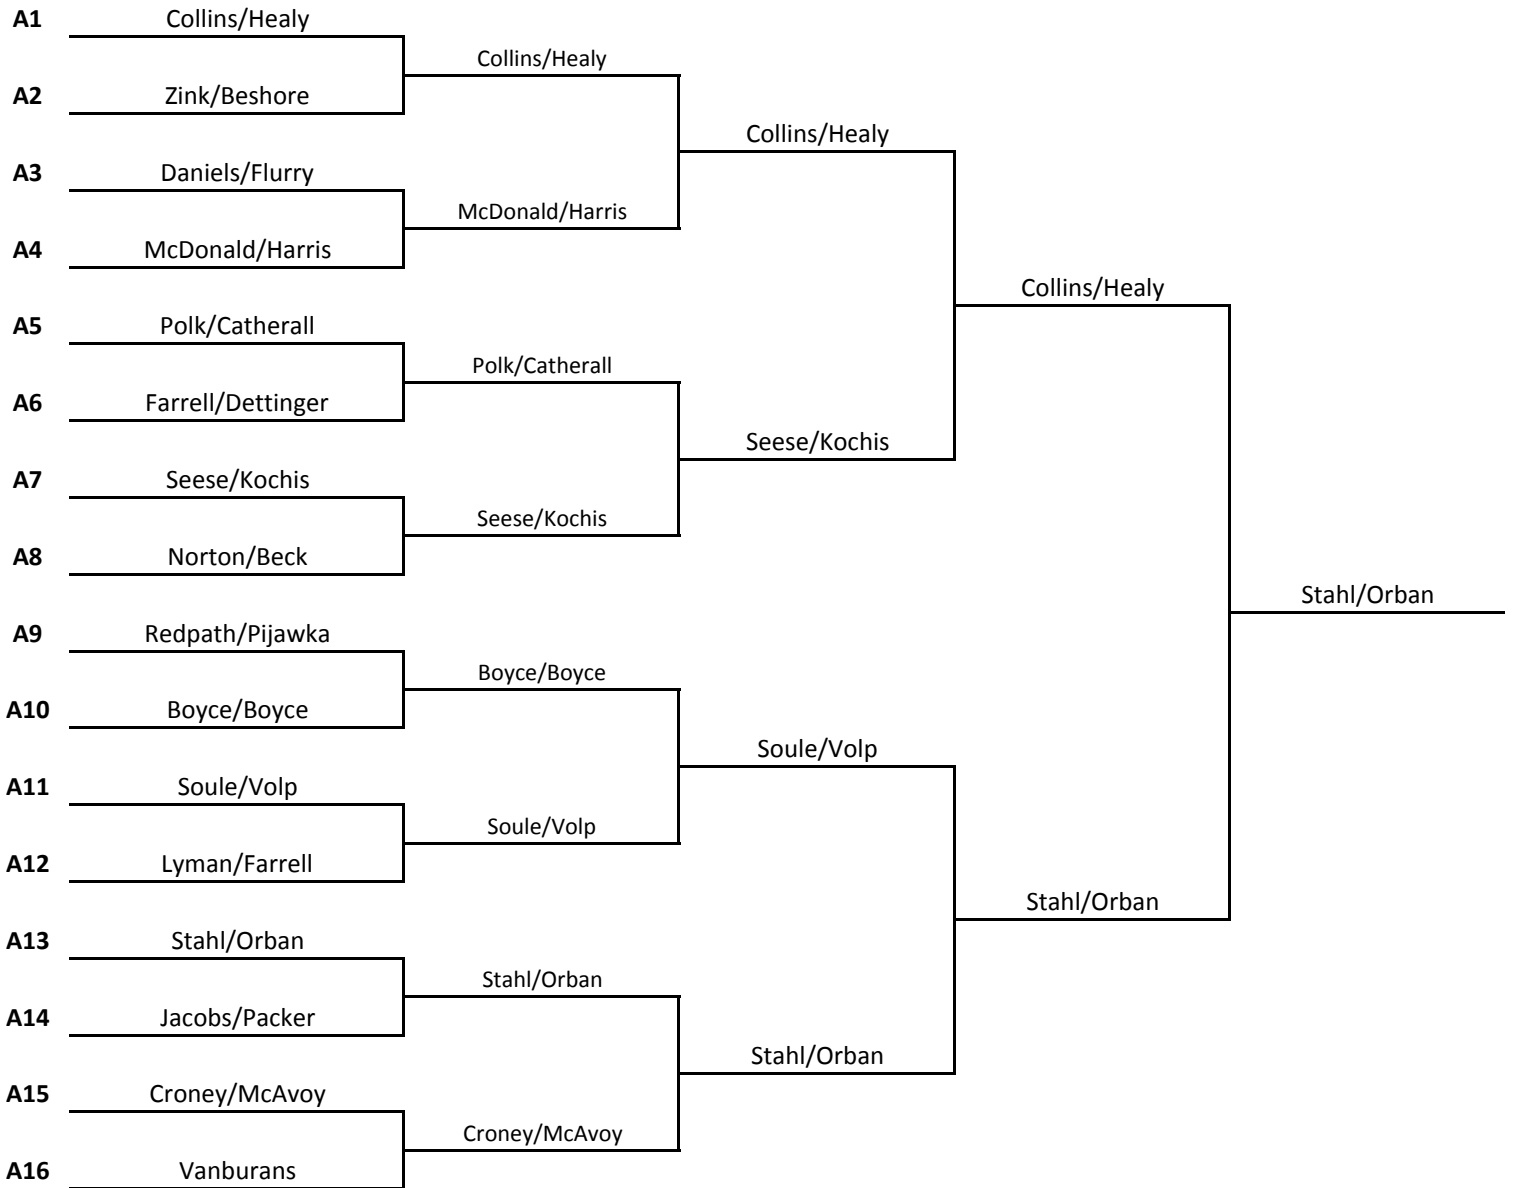 A1 Collins/Healy
Collins/Healy
A2 Zink/Beshore
Collins/Healy
A3 Daniels/Flurry
McDonald/Harris
A4 McDonald/Harris
Collins/Healy
A5 Polk/Catherall
Polk/Catherall
A6 Farrell/Dettinger
Seese/Kochis
A7 Seese/Kochis
Seese/Kochis
A8 Norton/Beck
Stahl/Orban
A9 Redpath/Pijawka
Boyce/Boyce
A10 Boyce/Boyce
Soule/Volp
A11 Soule/Volp
Soule/Volp
A12 Lyman/Farrell
Stahl/Orban
A13 Stahl/Orban
Stahl/Orban
A14 Jacobs/Packer
Stahl/Orban
A15 Croney/McAvoy
Croney/McAvoy
A16 Vanburans